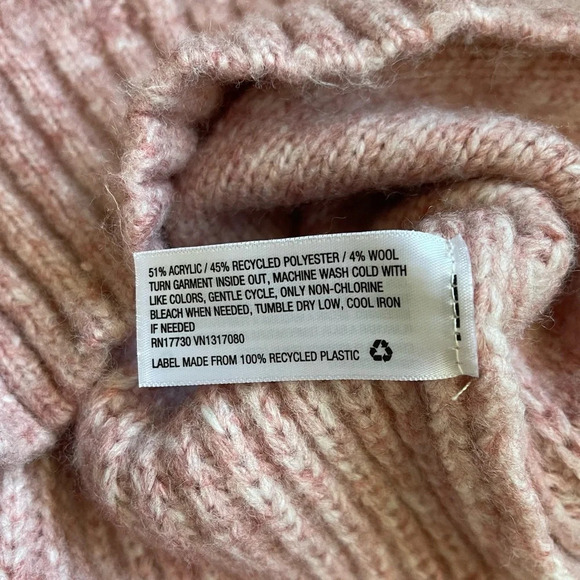 51% ACRYLIC / 45% RECYCLED POLYESTER / 4% WOOL
TURN GARMENT INSIDE OUT, MACHINE WASH COLD WITH
LIKE COLORS, GENTLE CYCLE, ONLY NON-CHLORINE
BLEACH WHEN NEEDED, TUMBLE DRY LOW, COOL IRON
IF NEEDED
RN17730 VN1317080
LABEL MADE FROM 100% RECYCLED PLASTIC